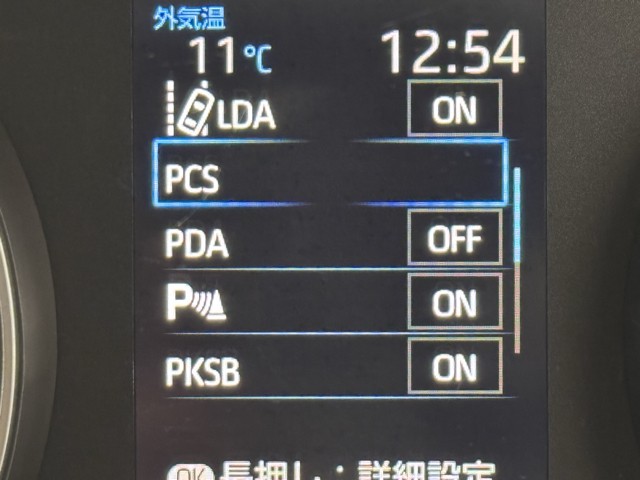 外気温
11℃ 12:54
LDA ON
PCS
PDA OFF
P ON
PKSB ON
OK 長押し：詳細設定